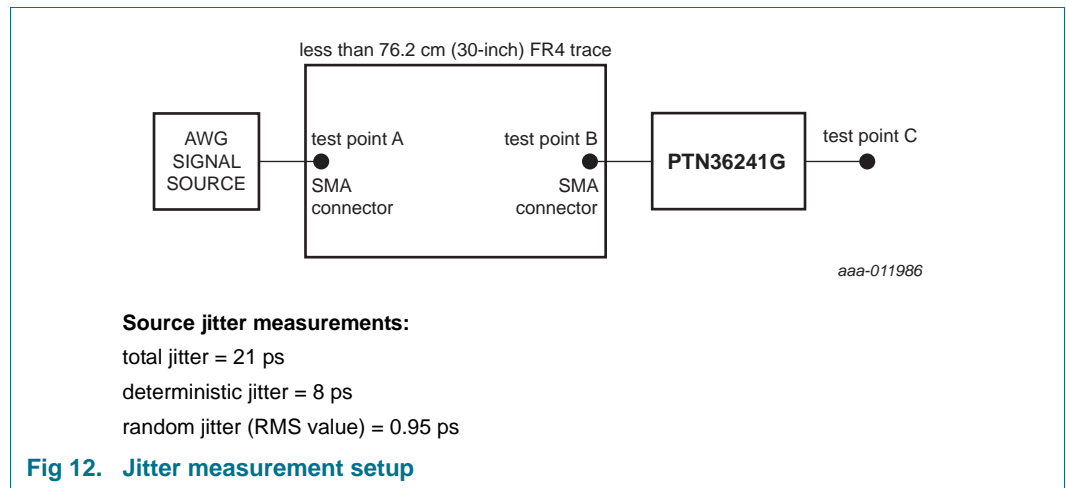 less than 76.2 cm (30-inch) FR4 trace
AWG
SIGNAL
SOURCE
test point A
SMA
connector
test point B
SMA
connector
PTN36241G
test point C
aaa-011986
Source jitter measurements:
total jitter = 21 ps
deterministic jitter = 8 ps
random jitter (RMS value) = 0.95 ps
Fig 12. Jitter measurement setup